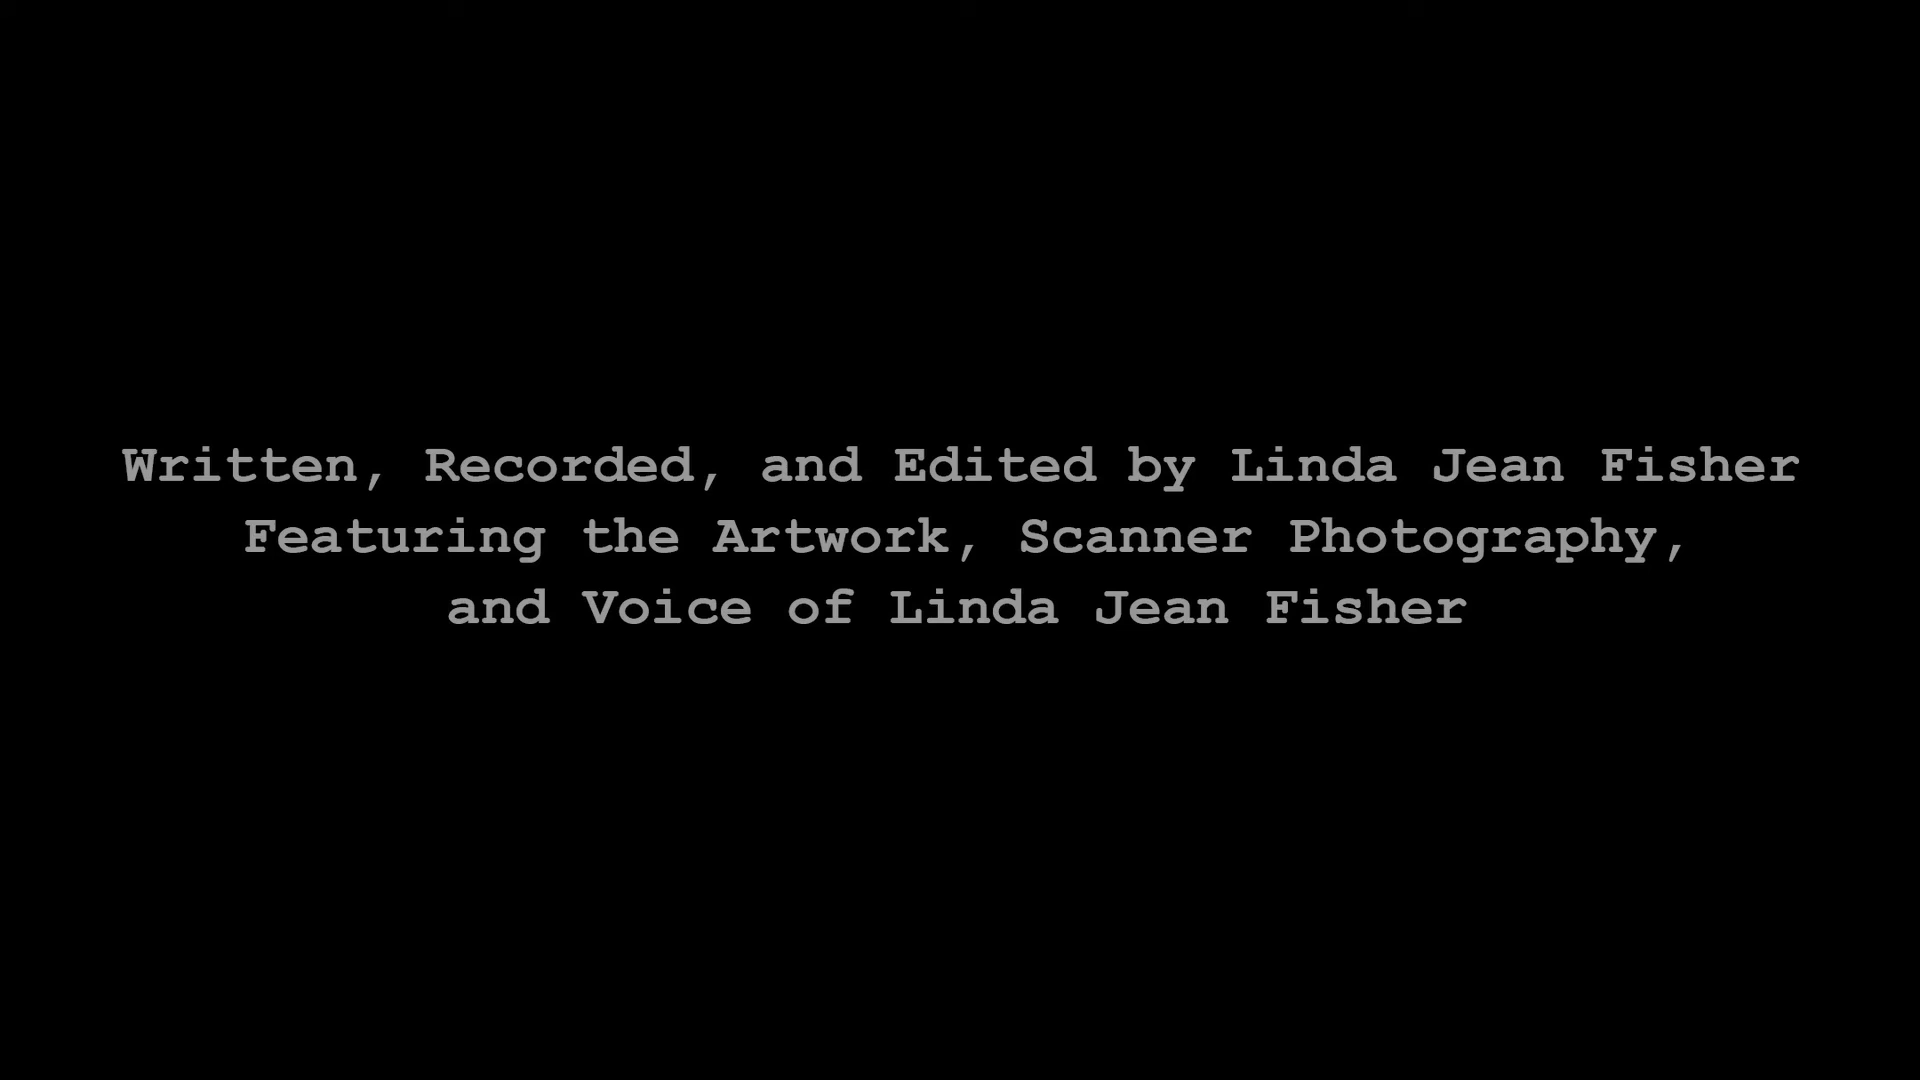 Written, Recorded, and Edited by Linda Jean Fisher
Featuring the Artwork, Scanner Photography,
and Voice of Linda Jean Fisher